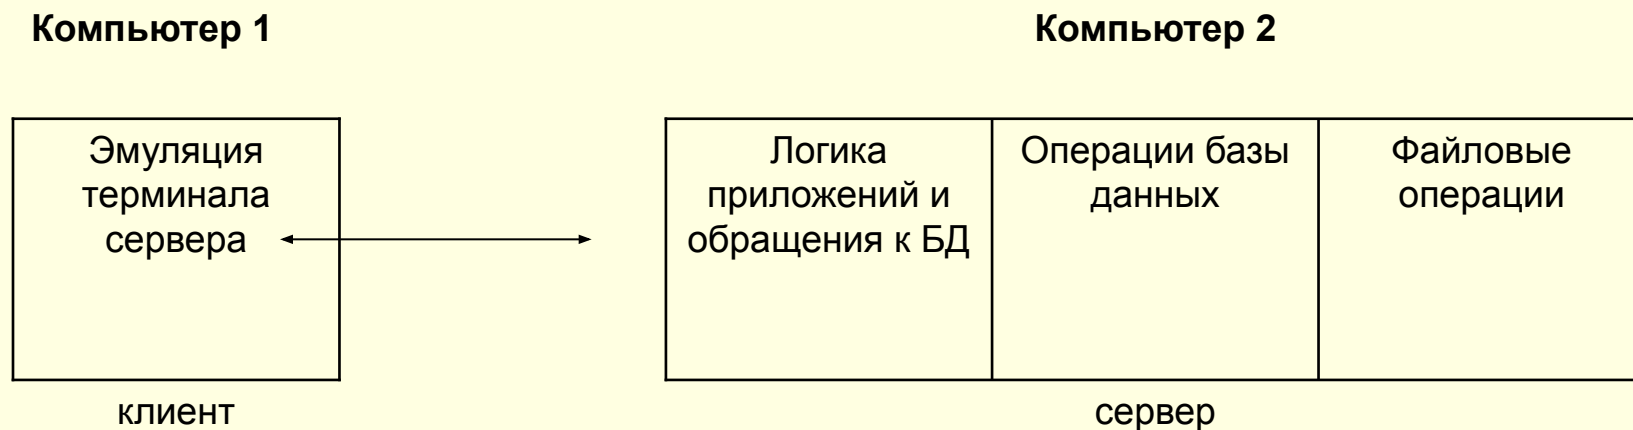 Компьютер 1
Компьютер 2
Эмуляция
терминала
сервера
Логика
приложений и
обращения к БД
Операции базы
данных
Файловые
операции
клиент
сервер